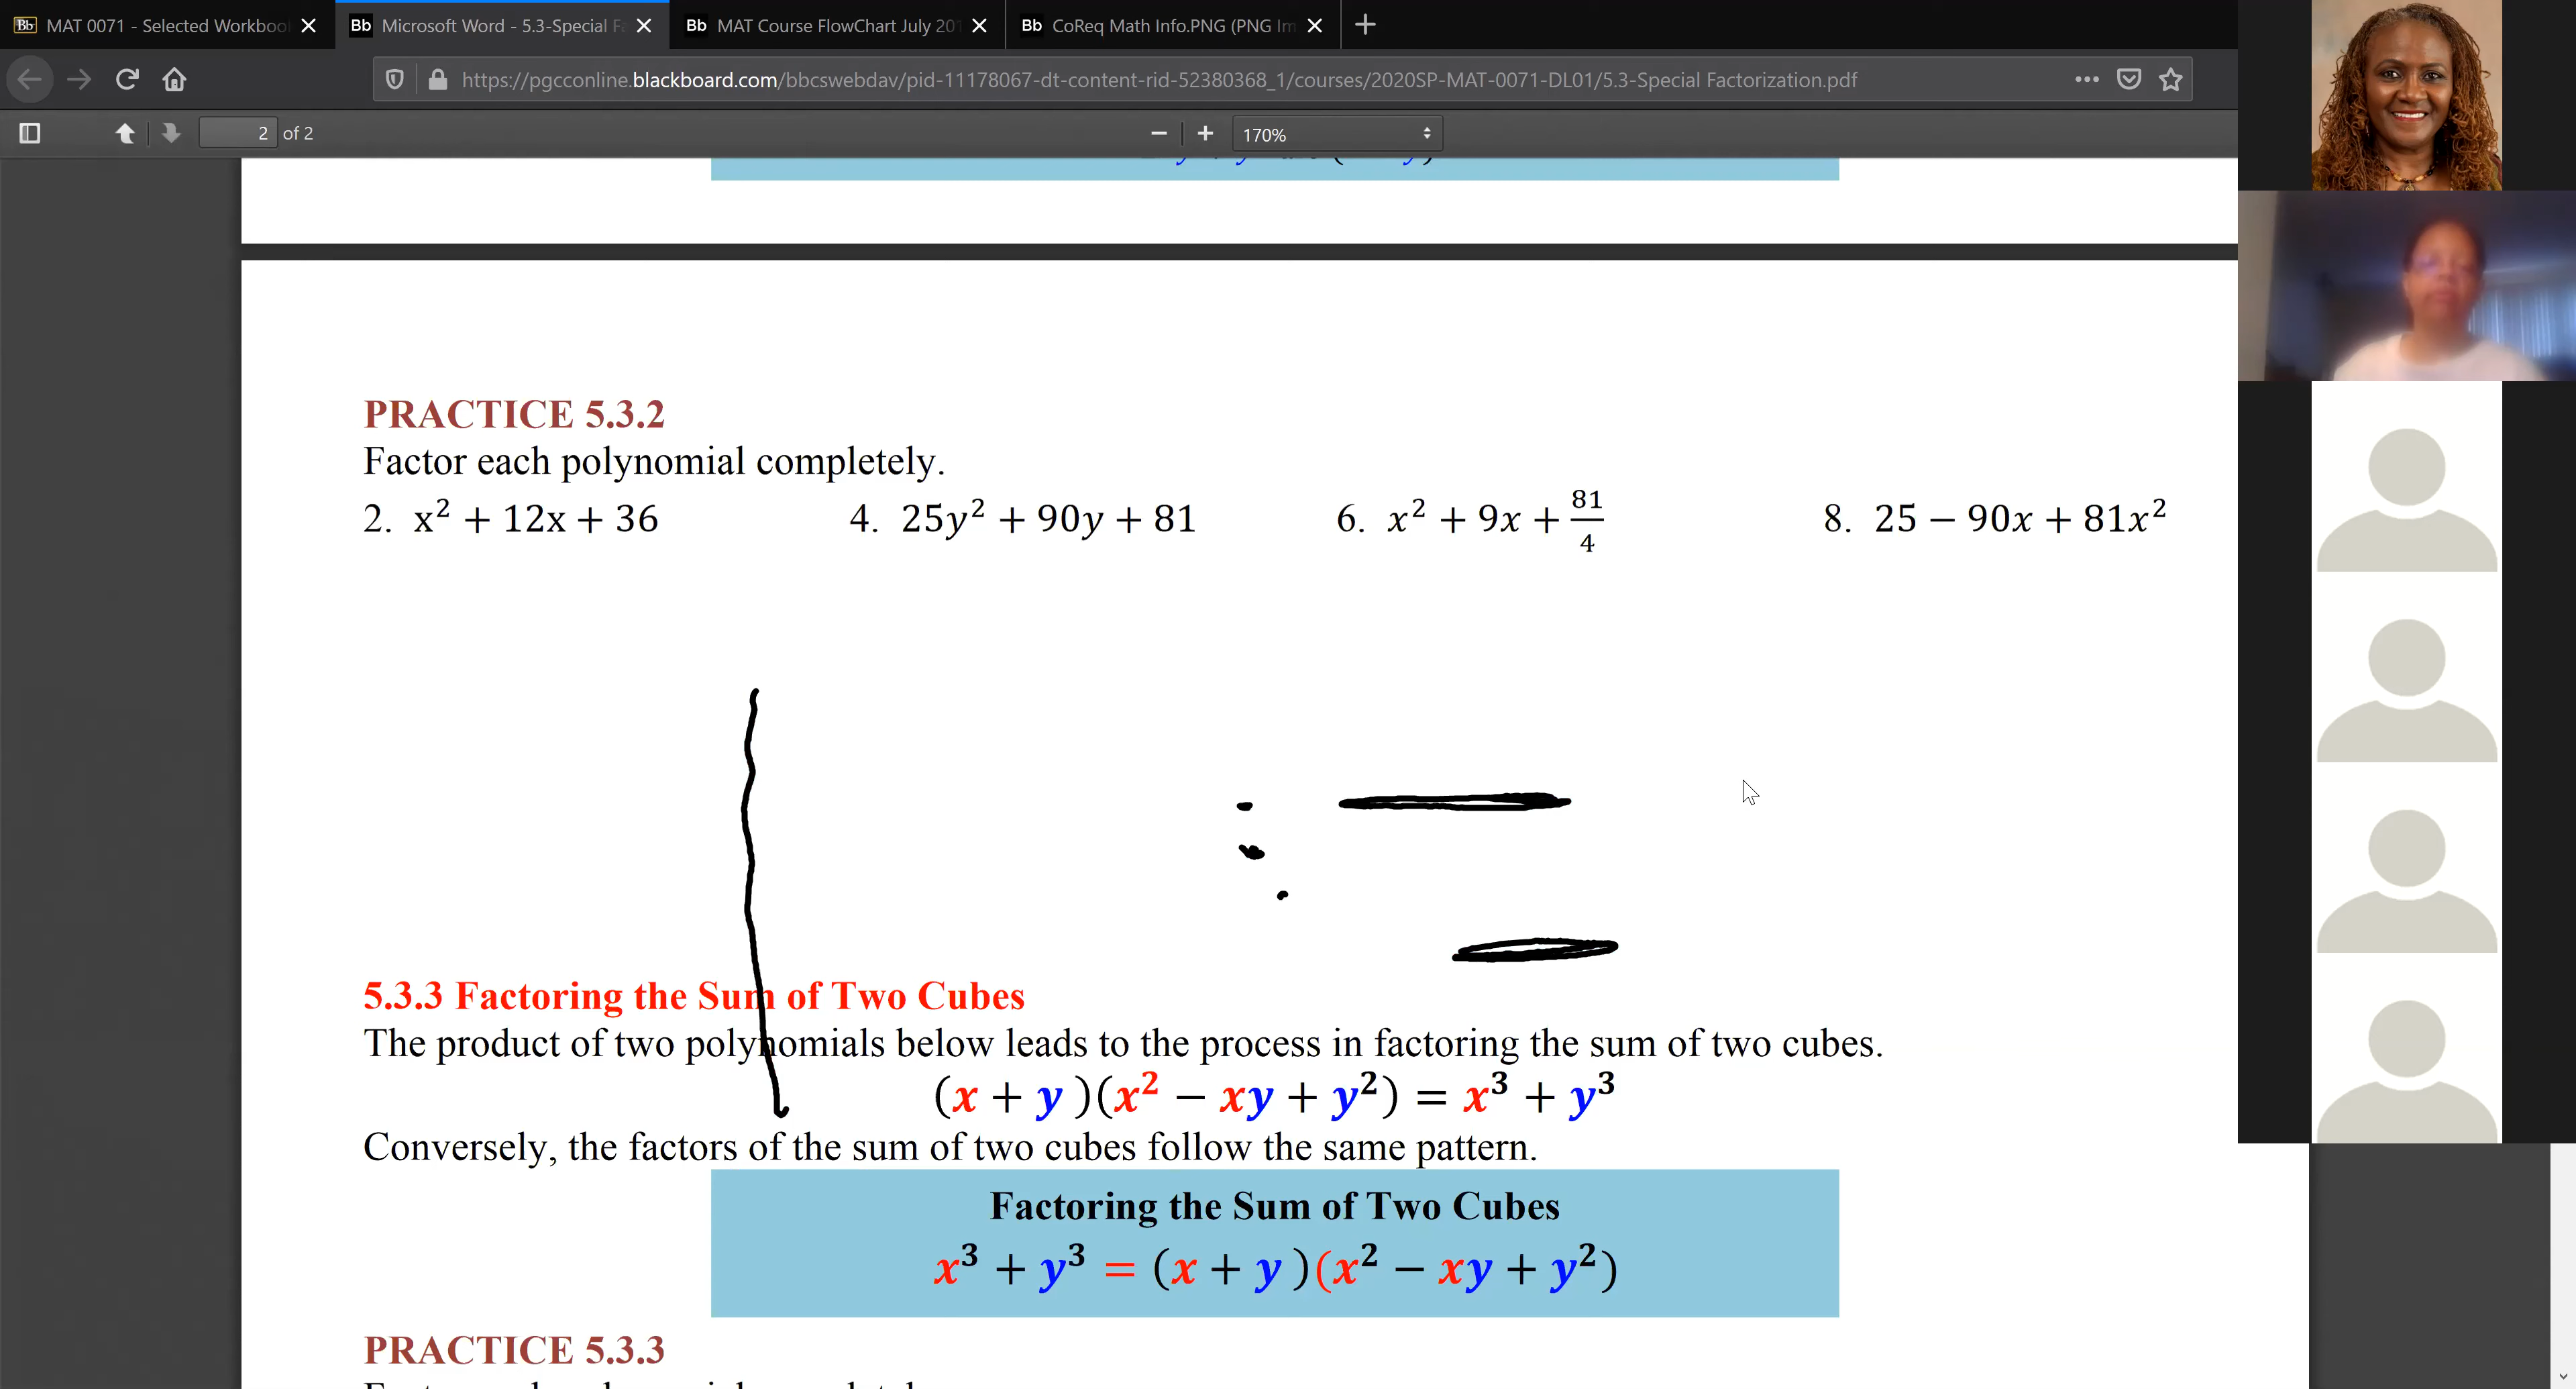 MAT 0071 - Selected Workbool
Microsoft Word - 5.3-Special Fa
MAT Course FlowChart July 201
CoReq Math Info.PNG (PNG Im
https://pgcconline.blackboard.com/bbcswebdav/pid-11178067-dt-content-rid-52380368_1/courses/2020SP-MAT-0071-DL01/5.3-Special Factorization.pdf
2 of 2
170%
PRACTICE 5.3.2
Factor each polynomial completely.
2. x² + 12x + 36 4. 25y² + 90y + 81 6. x² + 9x + 81/4 8. 25 − 90x + 81x²
5.3.3 Factoring the Sum of Two Cubes
The product of two polynomials below leads to the process in factoring the sum of two cubes.
(x + y )(x² − xy + y²) = x³ + y³
Conversely, the factors of the sum of two cubes follow the same pattern.
Factoring the Sum of Two Cubes
x³ + y³ = (x + y )(x² − xy + y²)
PRACTICE 5.3.3